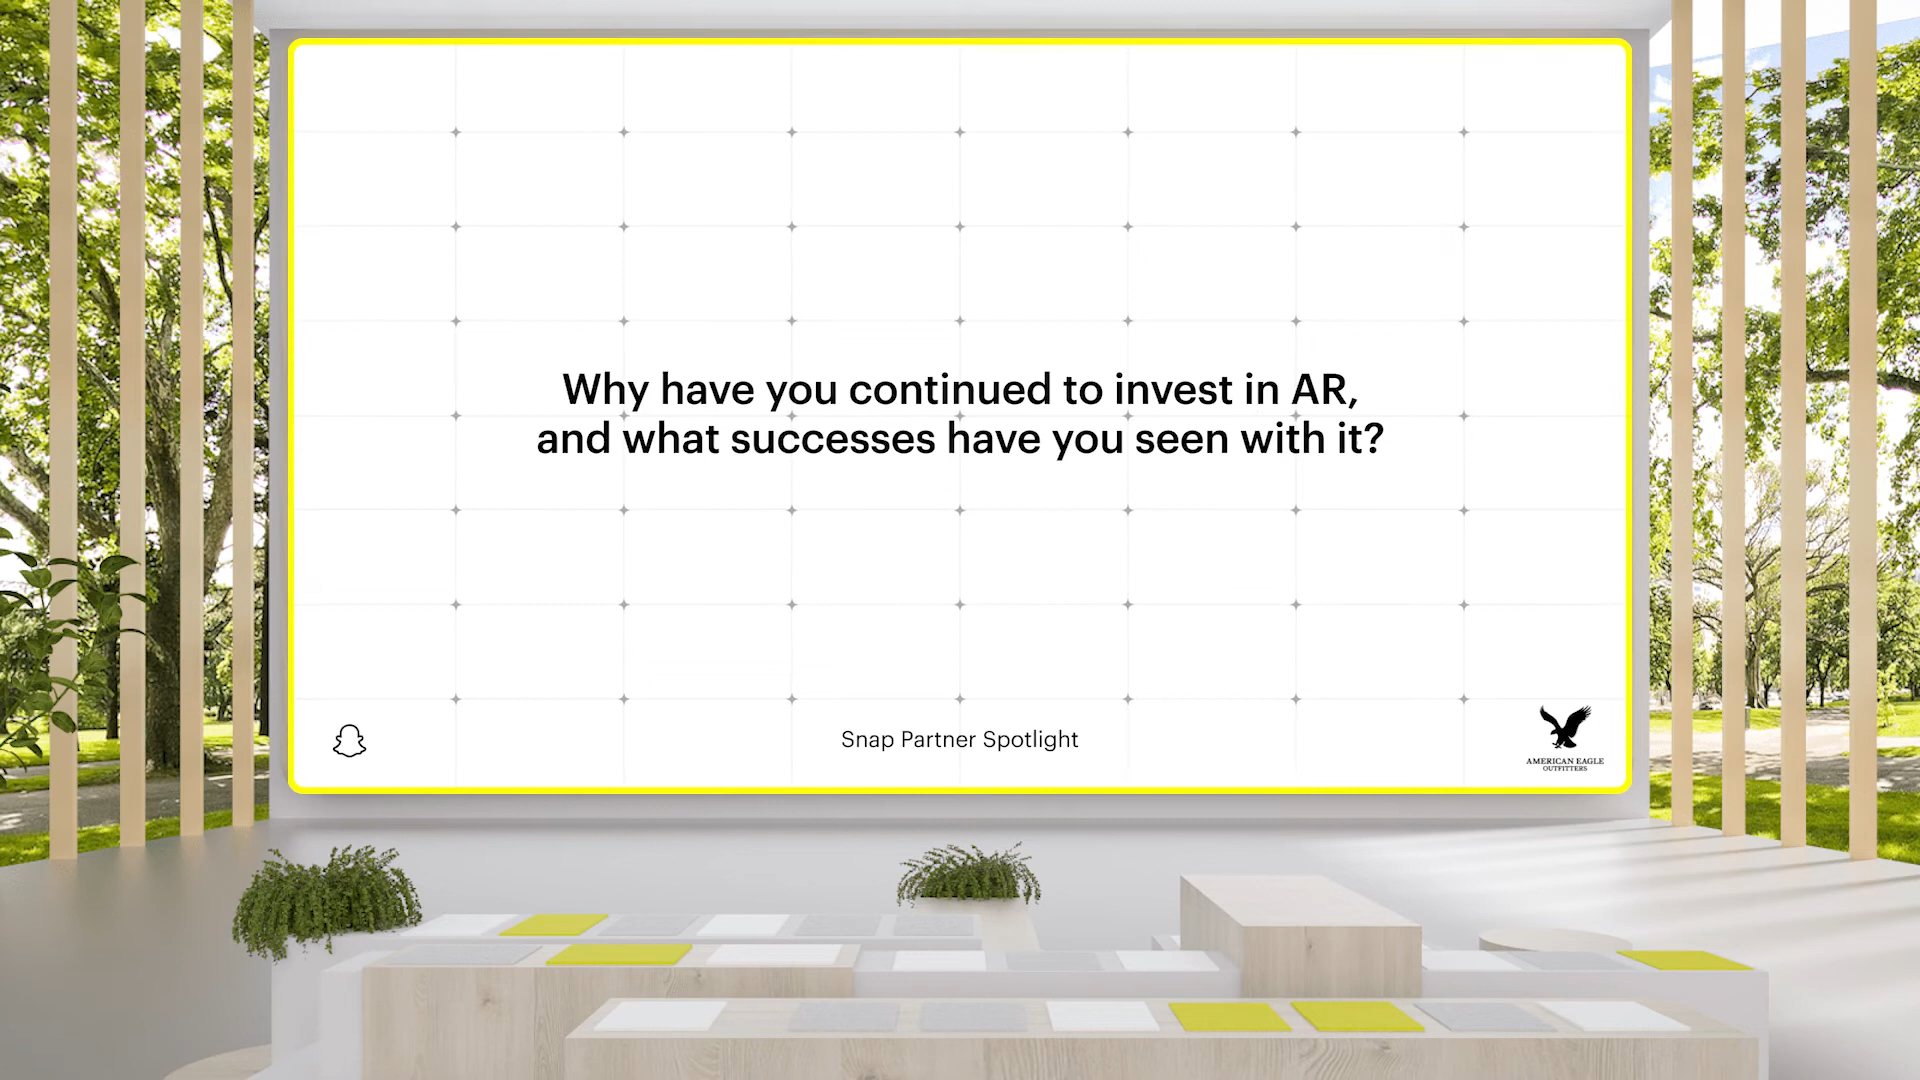 Why have you continued to invest in AR,
and what successes have you seen with it?
Snap Partner Spotlight
AMERICAN EAGLE
OUTFITTERS